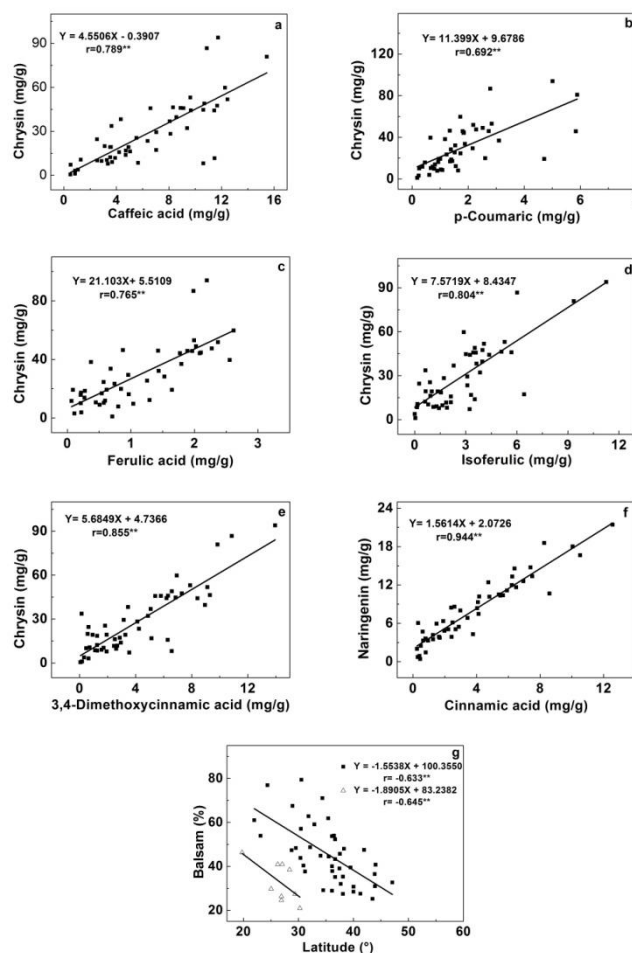 a
Y = 4.5506X - 0.3907
r=0.789**
Chrysin (mg/g)
90
60
30
0
0 4 8 12 16
Caffeic acid (mg/g)
b
Y = 11.399X + 9.6786
r=0.692**
Chrysin (mg/g)
160
120
80
40
0
0 2 4 6 8
p-Coumaric (mg/g)
c
Y= 21.103X+ 5.5109
r=0.765**
Chrysin (mg/g)
90
60
30
0
0 1 2 3
Ferulic acid (mg/g)
d
Y= 7.5719X + 8.4347
r=0.804**
Chrysin (mg/g)
90
60
30
0
0 3 6 9 12
Isoferulic (mg/g)
e
Y= 5.6849X + 4.7366
r=0.855**
Chrysin (mg/g)
90
60
30
0
0 4 8 12
3,4-Dimethoxycinnamic acid (mg/g)
f
Y = 1.5614X + 2.0726
r=0.944**
Naringenin (mg/g)
24
18
12
6
0
0 3 6 9 12 15
Cinnamic acid (mg/g)
g
Y = -1.5538X + 100.3550
r= -0.633**
Y = -1.8905X + 83.2382
r= -0.645**
Balsam (%)
80
60
40
20
20 30 40 50 60
Latitude (°)